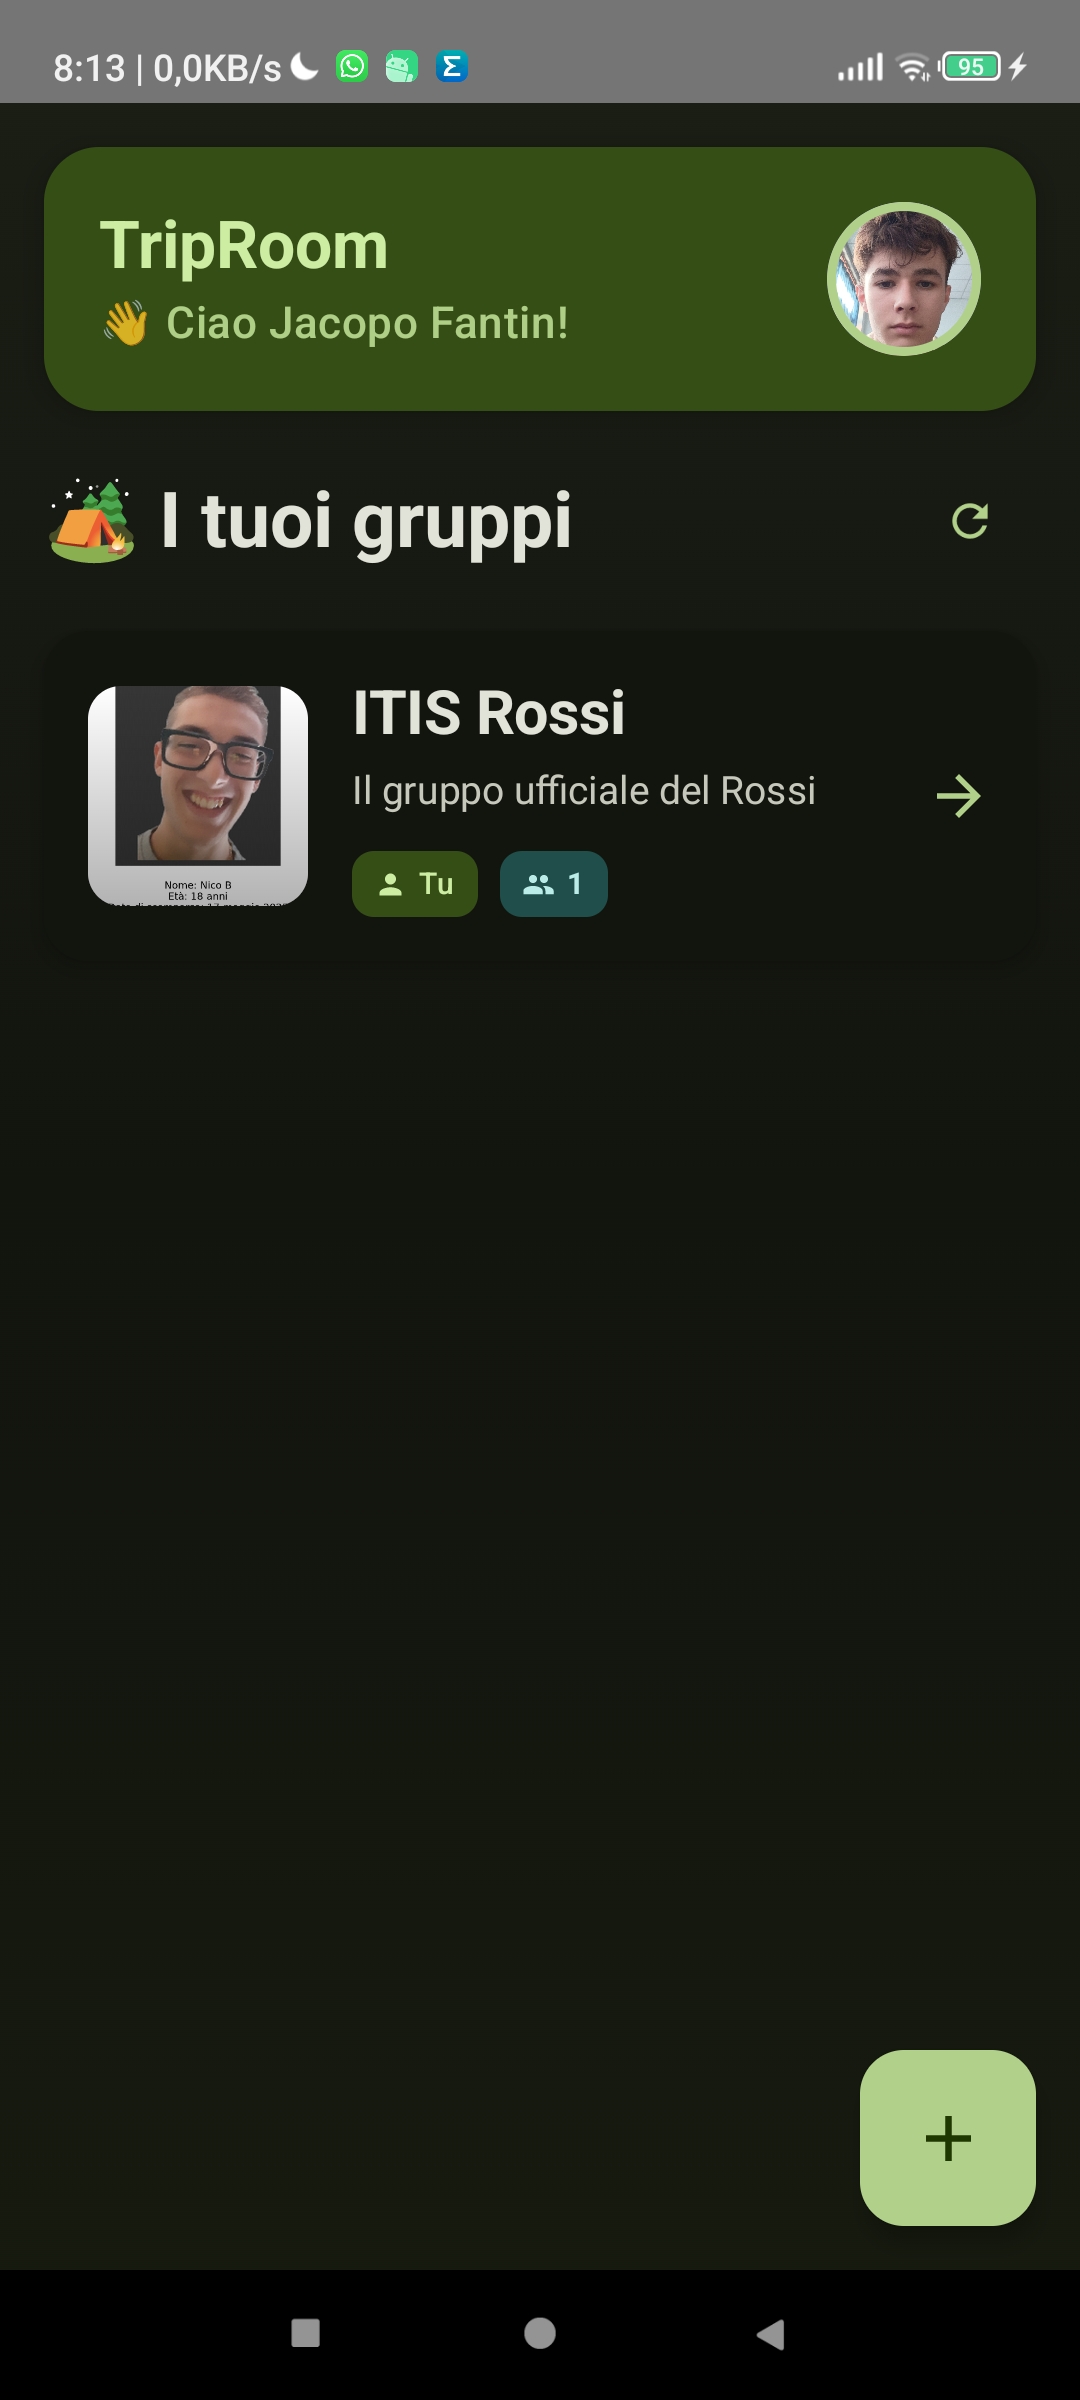 8:13 | 0,0KB/s
95
TripRoom
👋 Ciao Jacopo Fantin!
🏕️ I tuoi gruppi
ITIS Rossi
Il gruppo ufficiale del Rossi
Nome: Nico B
Età: 18 anni
Tu
1